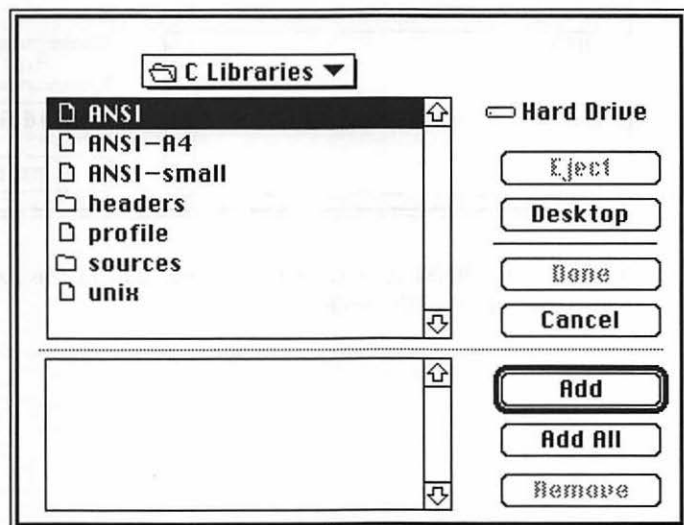 C Libraries
ANSI
ANSI-A4
ANSI-small
headers
profile
sources
unix
Hard Drive
Eject
Desktop
Done
Cancel
Add
Add All
Remove